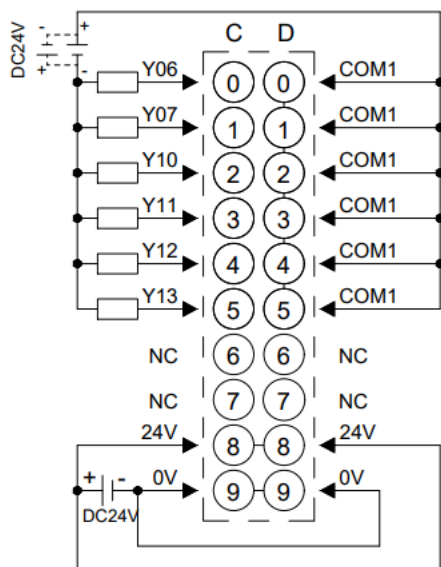 C D
- +
DC24V
+ -
Y06 0 0 COM1
Y07 1 1 COM1
Y10 2 2 COM1
Y11 3 3 COM1
Y12 4 4 COM1
Y13 5 5 COM1
NC 6 6 NC
NC 7 7 NC
24V 8 8 24V
+ - 0V 9 9 0V
DC24V